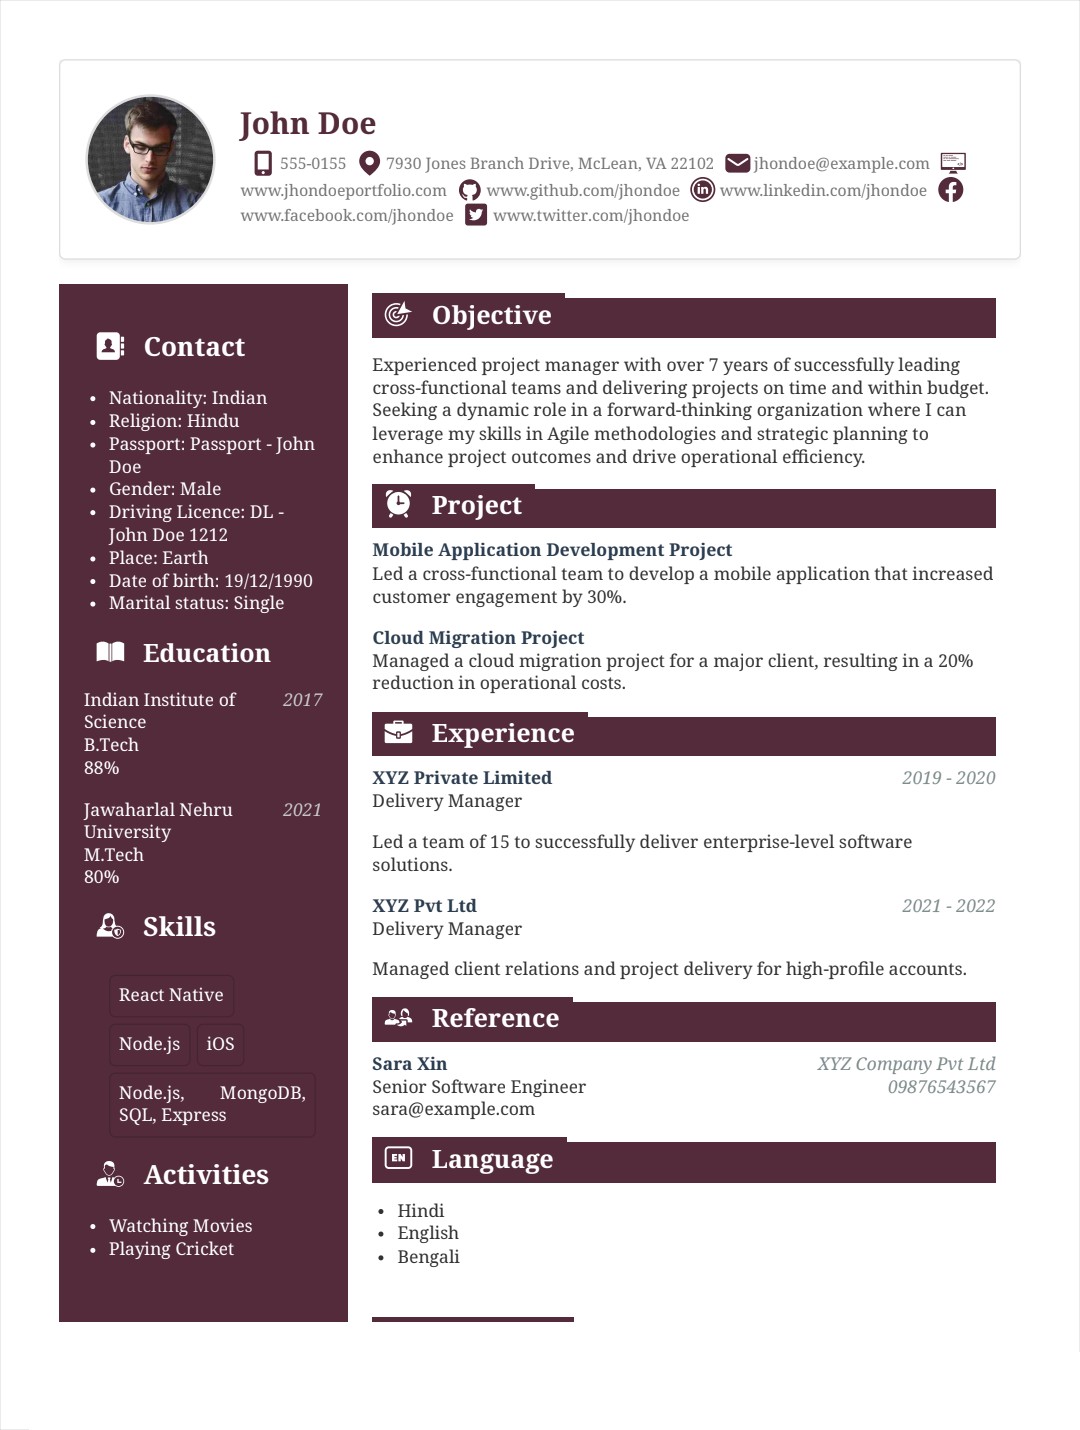 John Doe
555-0155 7930 Jones Branch Drive, McLean, VA 22102 jhondoe@example.com
www.jhondoeportfolio.com www.github.com/jhondoe www.linkedin.com/jhondoe
www.facebook.com/jhondoe www.twitter.com/jhondoe
Contact
• Nationality: Indian
• Religion: Hindu
• Passport: Passport - John
Doe
• Gender: Male
• Driving Licence: DL -
John Doe 1212
• Place: Earth
• Date of birth: 19/12/1990
• Marital status: Single
Education
Indian Institute of 2017
Science
B.Tech
88%
Jawaharlal Nehru 2021
University
M.Tech
80%
Skills
React Native
Node.js iOS
Node.js, MongoDB,
SQL, Express
Activities
• Watching Movies
• Playing Cricket
Objective
Experienced project manager with over 7 years of successfully leading
cross-functional teams and delivering projects on time and within budget.
Seeking a dynamic role in a forward-thinking organization where I can
leverage my skills in Agile methodologies and strategic planning to
enhance project outcomes and drive operational efficiency.
Project
Mobile Application Development Project
Led a cross-functional team to develop a mobile application that increased
customer engagement by 30%.
Cloud Migration Project
Managed a cloud migration project for a major client, resulting in a 20%
reduction in operational costs.
Experience
XYZ Private Limited 2019 - 2020
Delivery Manager
Led a team of 15 to successfully deliver enterprise-level software
solutions.
XYZ Pvt Ltd 2021 - 2022
Delivery Manager
Managed client relations and project delivery for high-profile accounts.
Reference
Sara Xin XYZ Company Pvt Ltd
Senior Software Engineer 09876543567
sara@example.com
EN Language
• Hindi
• English
• Bengali